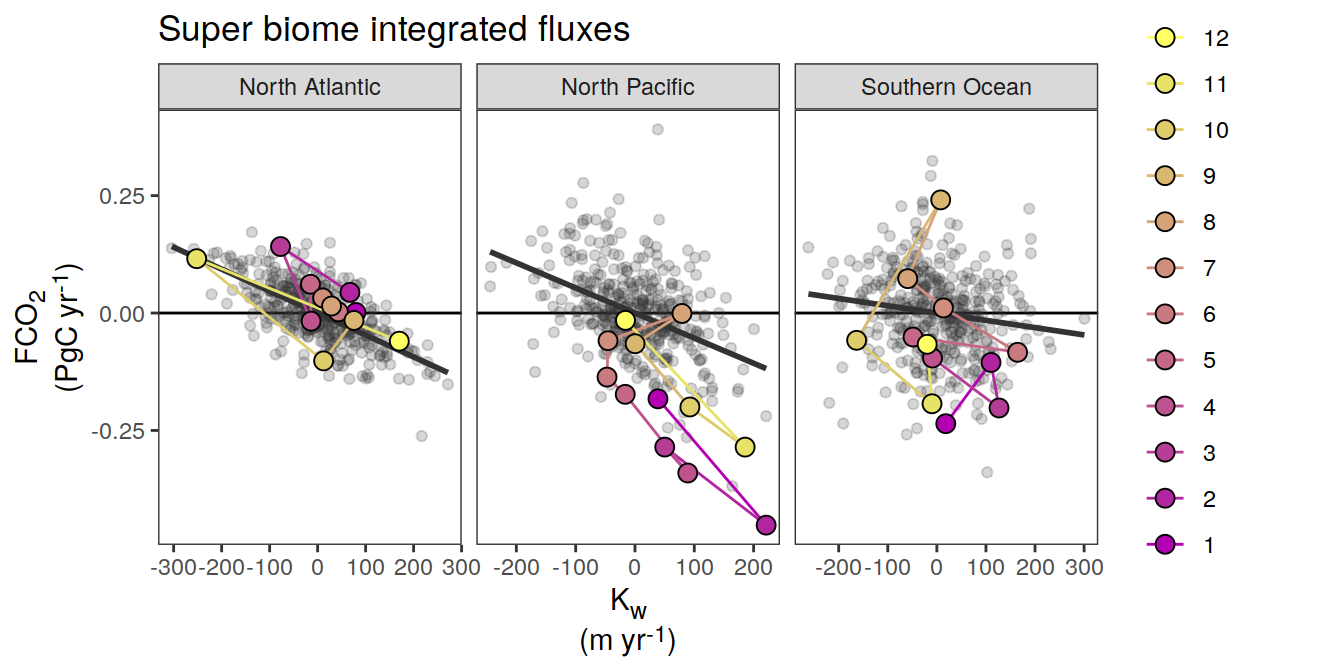 Super biome integrated fluxes
North Atlantic
North Pacific
Southern Ocean
FCO2
(PgC yr-1)
0.25
0.00
-0.25
-300 -200 -100 0 100 200 300
-200 -100 0 100 200
-200 -100 0 100 200 300
Kw
(m yr-1)
12
11
10
9
8
7
6
5
4
3
2
1